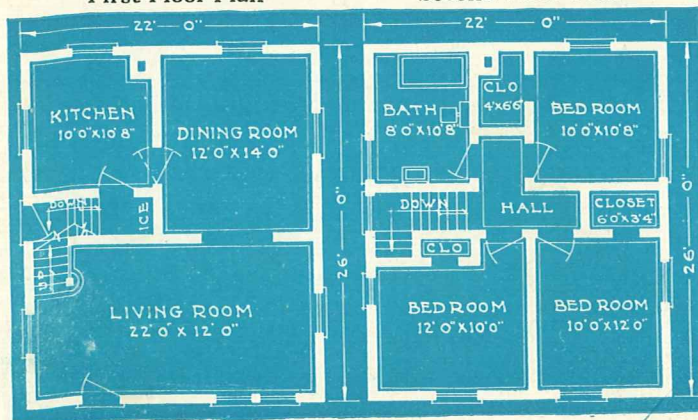 First Floor Plan
22' - 0"
22' - 0"
KITCHEN
10'0"X10'8"
DINING ROOM
12'0"X14'0"
DOWN
ICE
UP
26' 0"
LIVING ROOM
22'0" X 12'0"
BATH
8'0"X10'8"
CLO
4'X6'6"
BED ROOM
10'0"X10'8"
DOWN
HALL
CLOSET
6'0"X3'4"
CLO
26' 0"
BED ROOM
12'0"X10'0"
BED ROOM
10'0"X12'0"